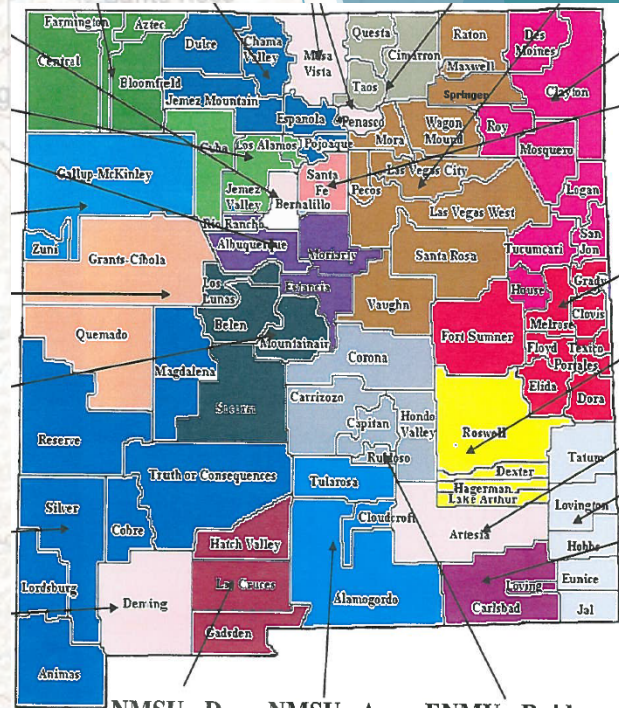 Farmington
Aztec
Central
Bloomfield
Dulce
Chama
Valley
Mesa
Vista
Questa
Cimarron
Taos
Raton
Maxwell
Springer
Des
Moines
Clayton
Jemez Mountain
Espanola
Penasco
Mora
Wagon
Mound
Roy
Mosquero
Cuba
Los Alamos
Pojoaque
Gallup-McKinley
Jemez
Valley
Bernalillo
Santa
Fe
Pecos
Las Vegas City
Las Vegas West
Logan
San
Jon
Rio Rancho
Albuquerque
Moriarty
Santa Rosa
Tucumcari
Zuni
Grants-Cibola
Los
Lunas
Estancia
Vaughn
House
Grady
Clovis
Melrose
Belen
Mountainair
Fort Sumner
Floyd
Texico
Portales
Quemado
Magdalena
Corona
Elida
Dora
Socorro
Carrizozo
Capitan
Hondo
Valley
Ruidoso
Roswell
Reserve
Truth or Consequences
Tularosa
Dexter
Hagerman
Lake Arthur
Tatum
Silver
Cobre
Cloudcroft
Artesia
Lovington
Hatch Valley
Hobbs
Lordsburg
Deming
Las Cruces
Alamogordo
Loving
Carlsbad
Eunice
Jal
Gadsden
Animas
NMSU
NMSU
ENMU